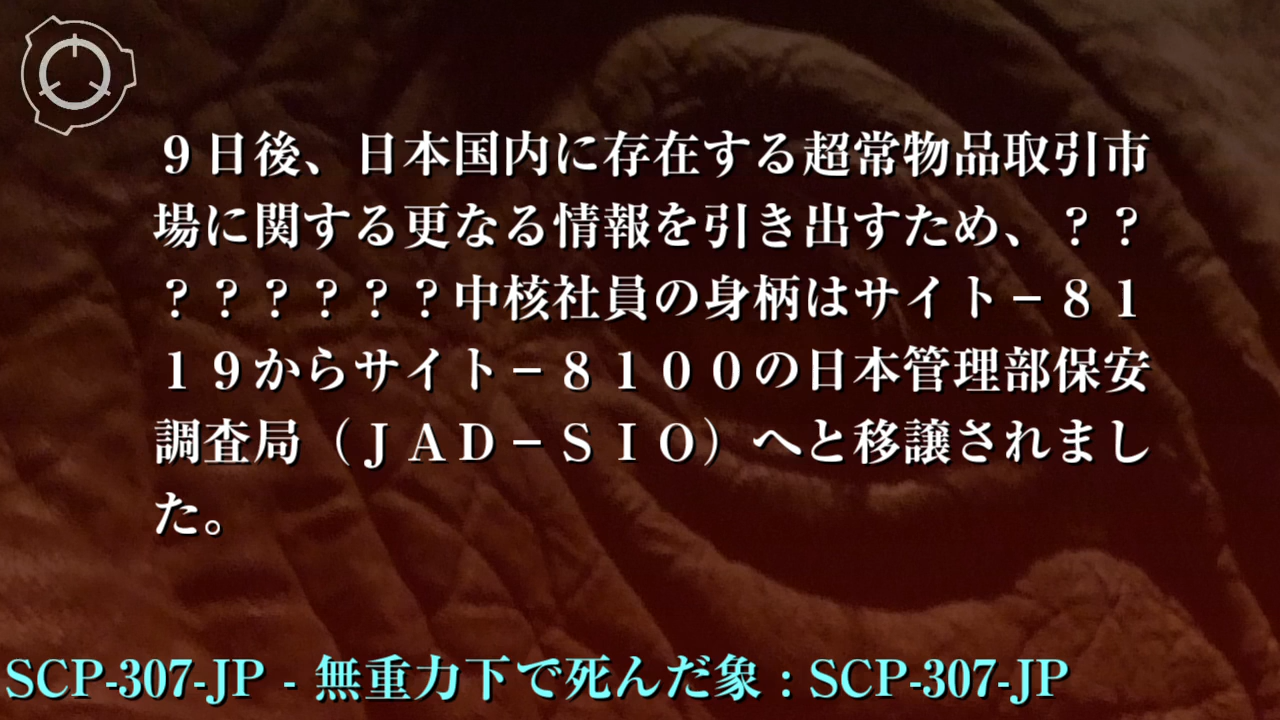 ９日後、日本国内に存在する超常物品取引市
場に関する更なる情報を引き出すため、？？
？？？？？？中核社員の身柄はサイト－８１
１９からサイト－８１００の日本管理部保安
調査局（ＪＡＤ－ＳＩＯ）へと移譲されまし
た。
SCP-307-JP - 無重力下で死んだ象 : SCP-307-JP